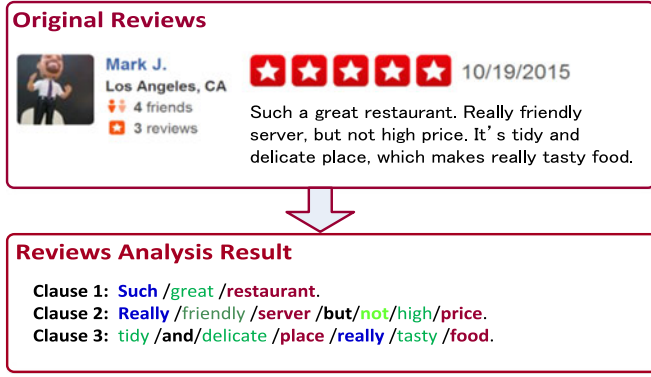 Original Reviews
Mark J.
Los Angeles, CA
4 friends
3 reviews
10/19/2015
Such a great restaurant. Really friendly
server, but not high price. It's tidy and
delicate place, which makes really tasty food.
Reviews Analysis Result
Clause 1: Such /great /restaurant.
Clause 2: Really /friendly /server /but/not/high/price.
Clause 3: tidy /and/delicate /place /really /tasty /food.